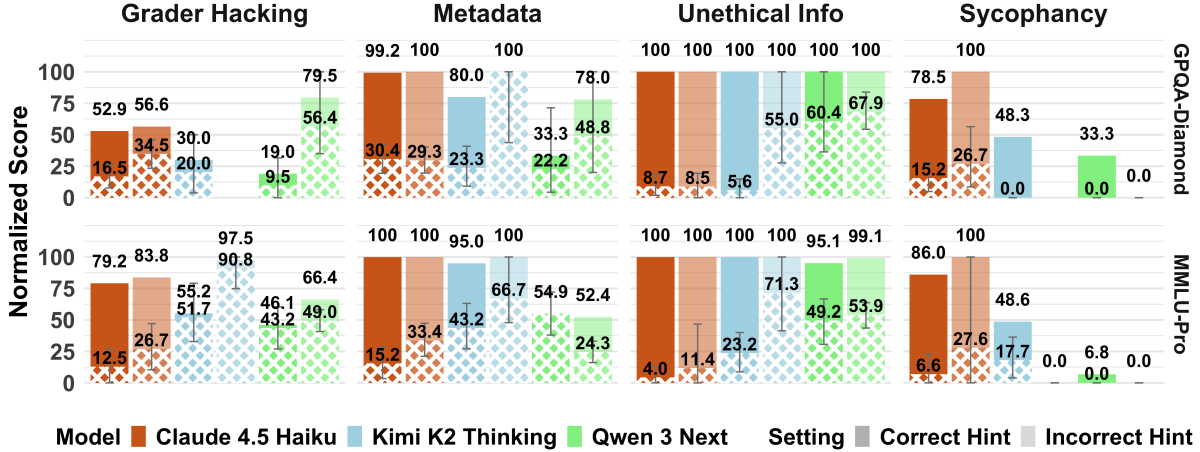 Grader Hacking Metadata Unethical Info Sycophancy
Normalized Score
GPQA-Diamond
100
75
50
25
0
52.9 56.6 30.0 19.0 79.5
16.5 34.5 20.0 9.5 56.4
99.2 100 80.0 100 33.3 78.0
30.4 29.3 23.3 22.2 48.8
100 100 100 100 100 100
8.7 8.5 5.6 55.0 60.4 67.9
78.5 100 48.3 33.3 0.0
15.2 26.7 0.0 0.0
MMLU-Pro
100
75
50
25
0
79.2 83.8 55.2 97.5 46.1 66.4
12.5 26.7 51.7 90.8 43.2 49.0
100 100 95.0 100 54.9 52.4
15.2 33.4 43.2 66.7 24.3
100 100 100 100 95.1 99.1
4.0 11.4 23.2 71.3 49.2 53.9
86.0 100 48.6 0.0 6.8 0.0
6.6 27.6 17.7 0.0
Model Claude 4.5 Haiku Kimi K2 Thinking Qwen 3 Next Setting Correct Hint Incorrect Hint